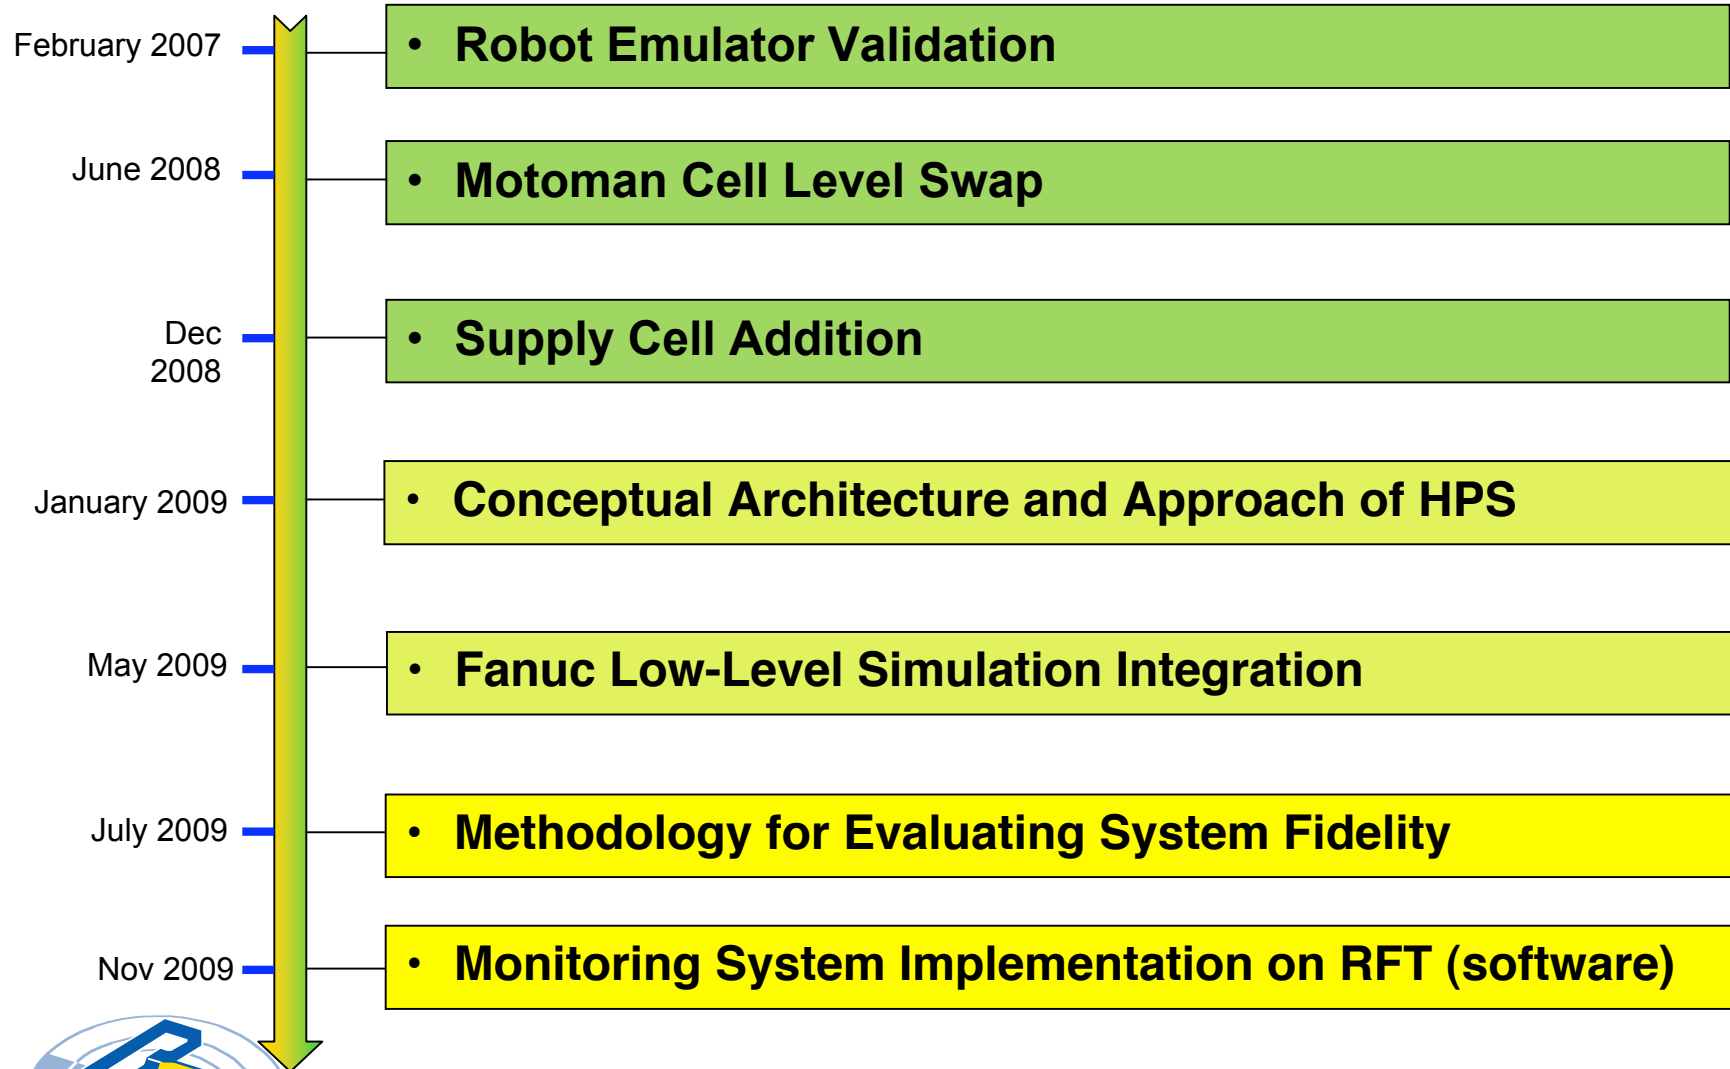 February 2007
• Robot Emulator Validation
June 2008
• Motoman Cell Level Swap
Dec
2008
• Supply Cell Addition
January 2009
• Conceptual Architecture and Approach of HPS
May 2009
• Fanuc Low-Level Simulation Integration
July 2009
• Methodology for Evaluating System Fidelity
Nov 2009
• Monitoring System Implementation on RFT (software)